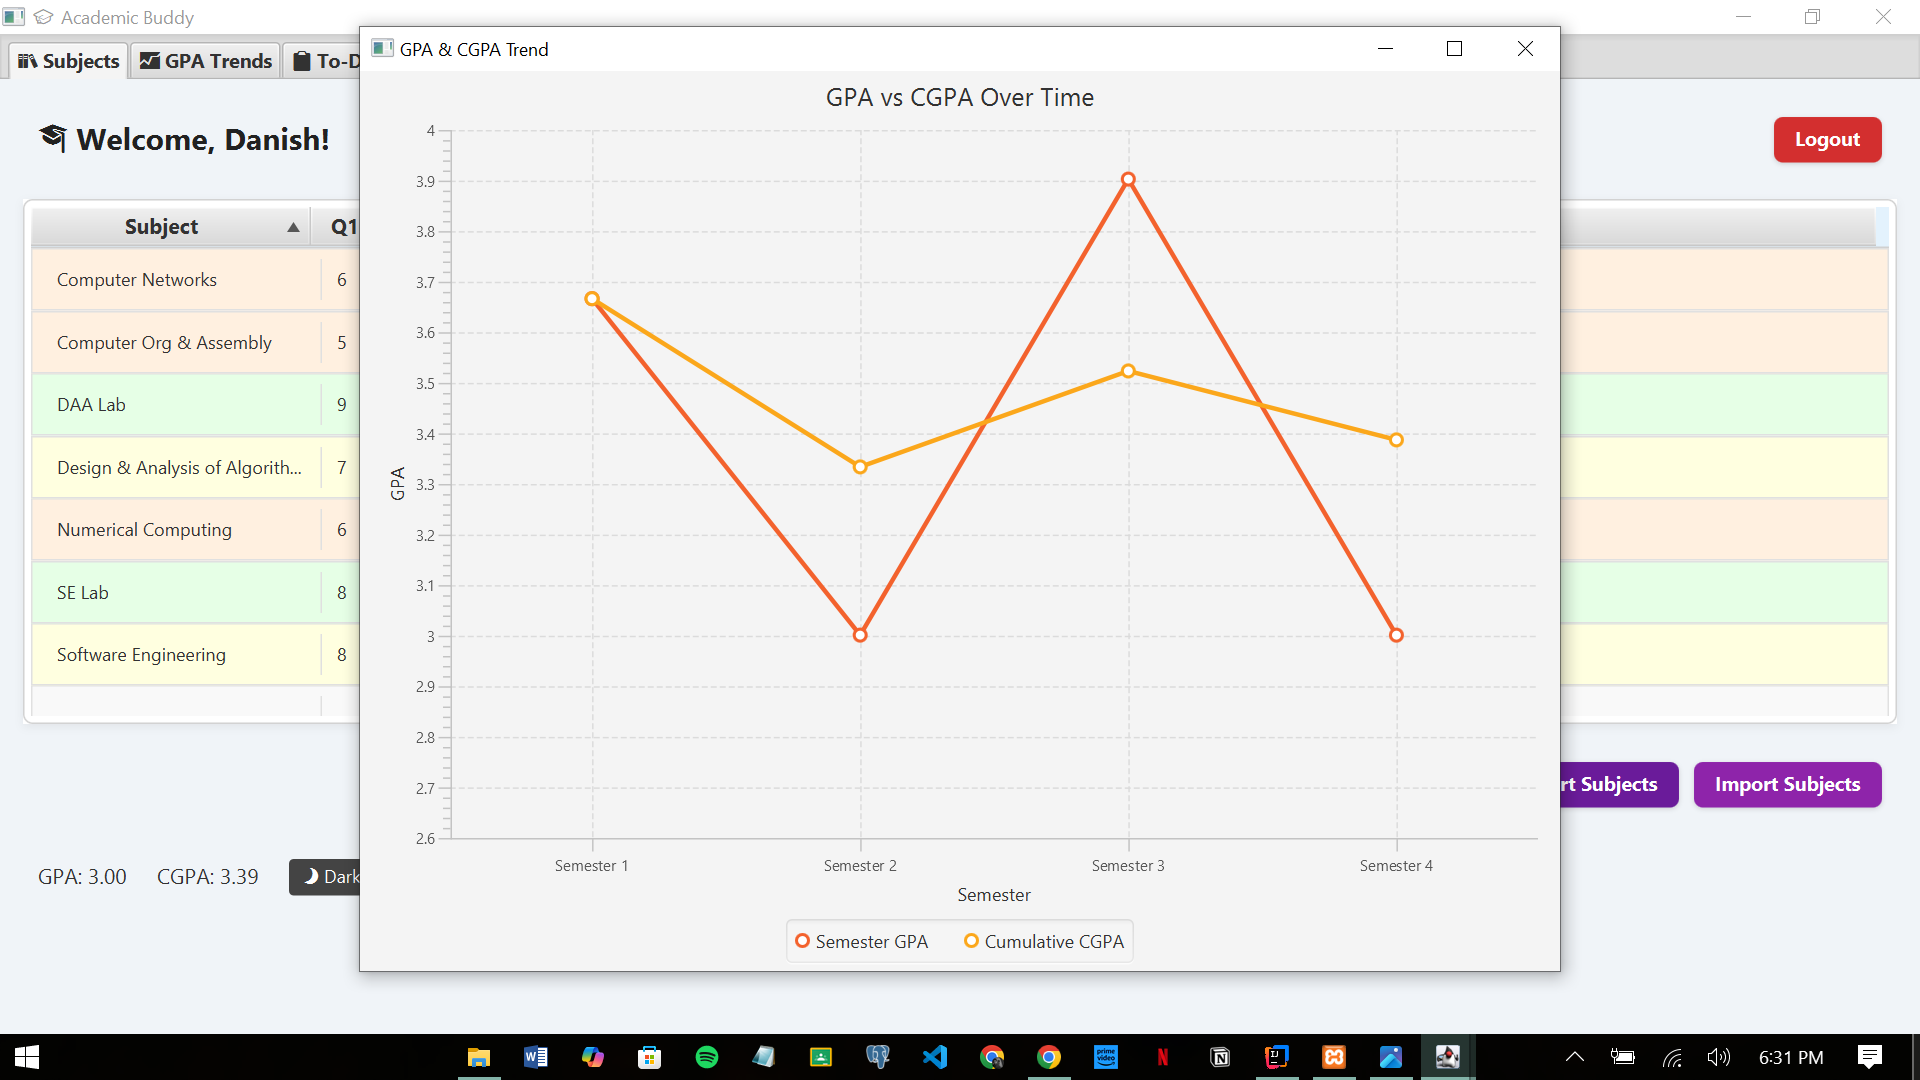 Academic Buddy
Subjects
GPA Trends
To-D
GPA & CGPA Trend
Welcome, Danish!
Logout
Subject
Q1
Computer Networks 6
Computer Org & Assembly 5
DAA Lab 9
Design & Analysis of Algorith... 7
Numerical Computing 6
SE Lab 8
Software Engineering 8
GPA vs CGPA Over Time
4
3.9
3.8
3.7
3.6
3.5
3.4
3.3
3.2
3.1
3
2.9
2.8
2.7
2.6
GPA
Semester 1 Semester 2 Semester 3 Semester 4
Semester
Semester GPA Cumulative CGPA
rt Subjects
Import Subjects
GPA: 3.00 CGPA: 3.39 Dark
prime video
N
6:31 PM